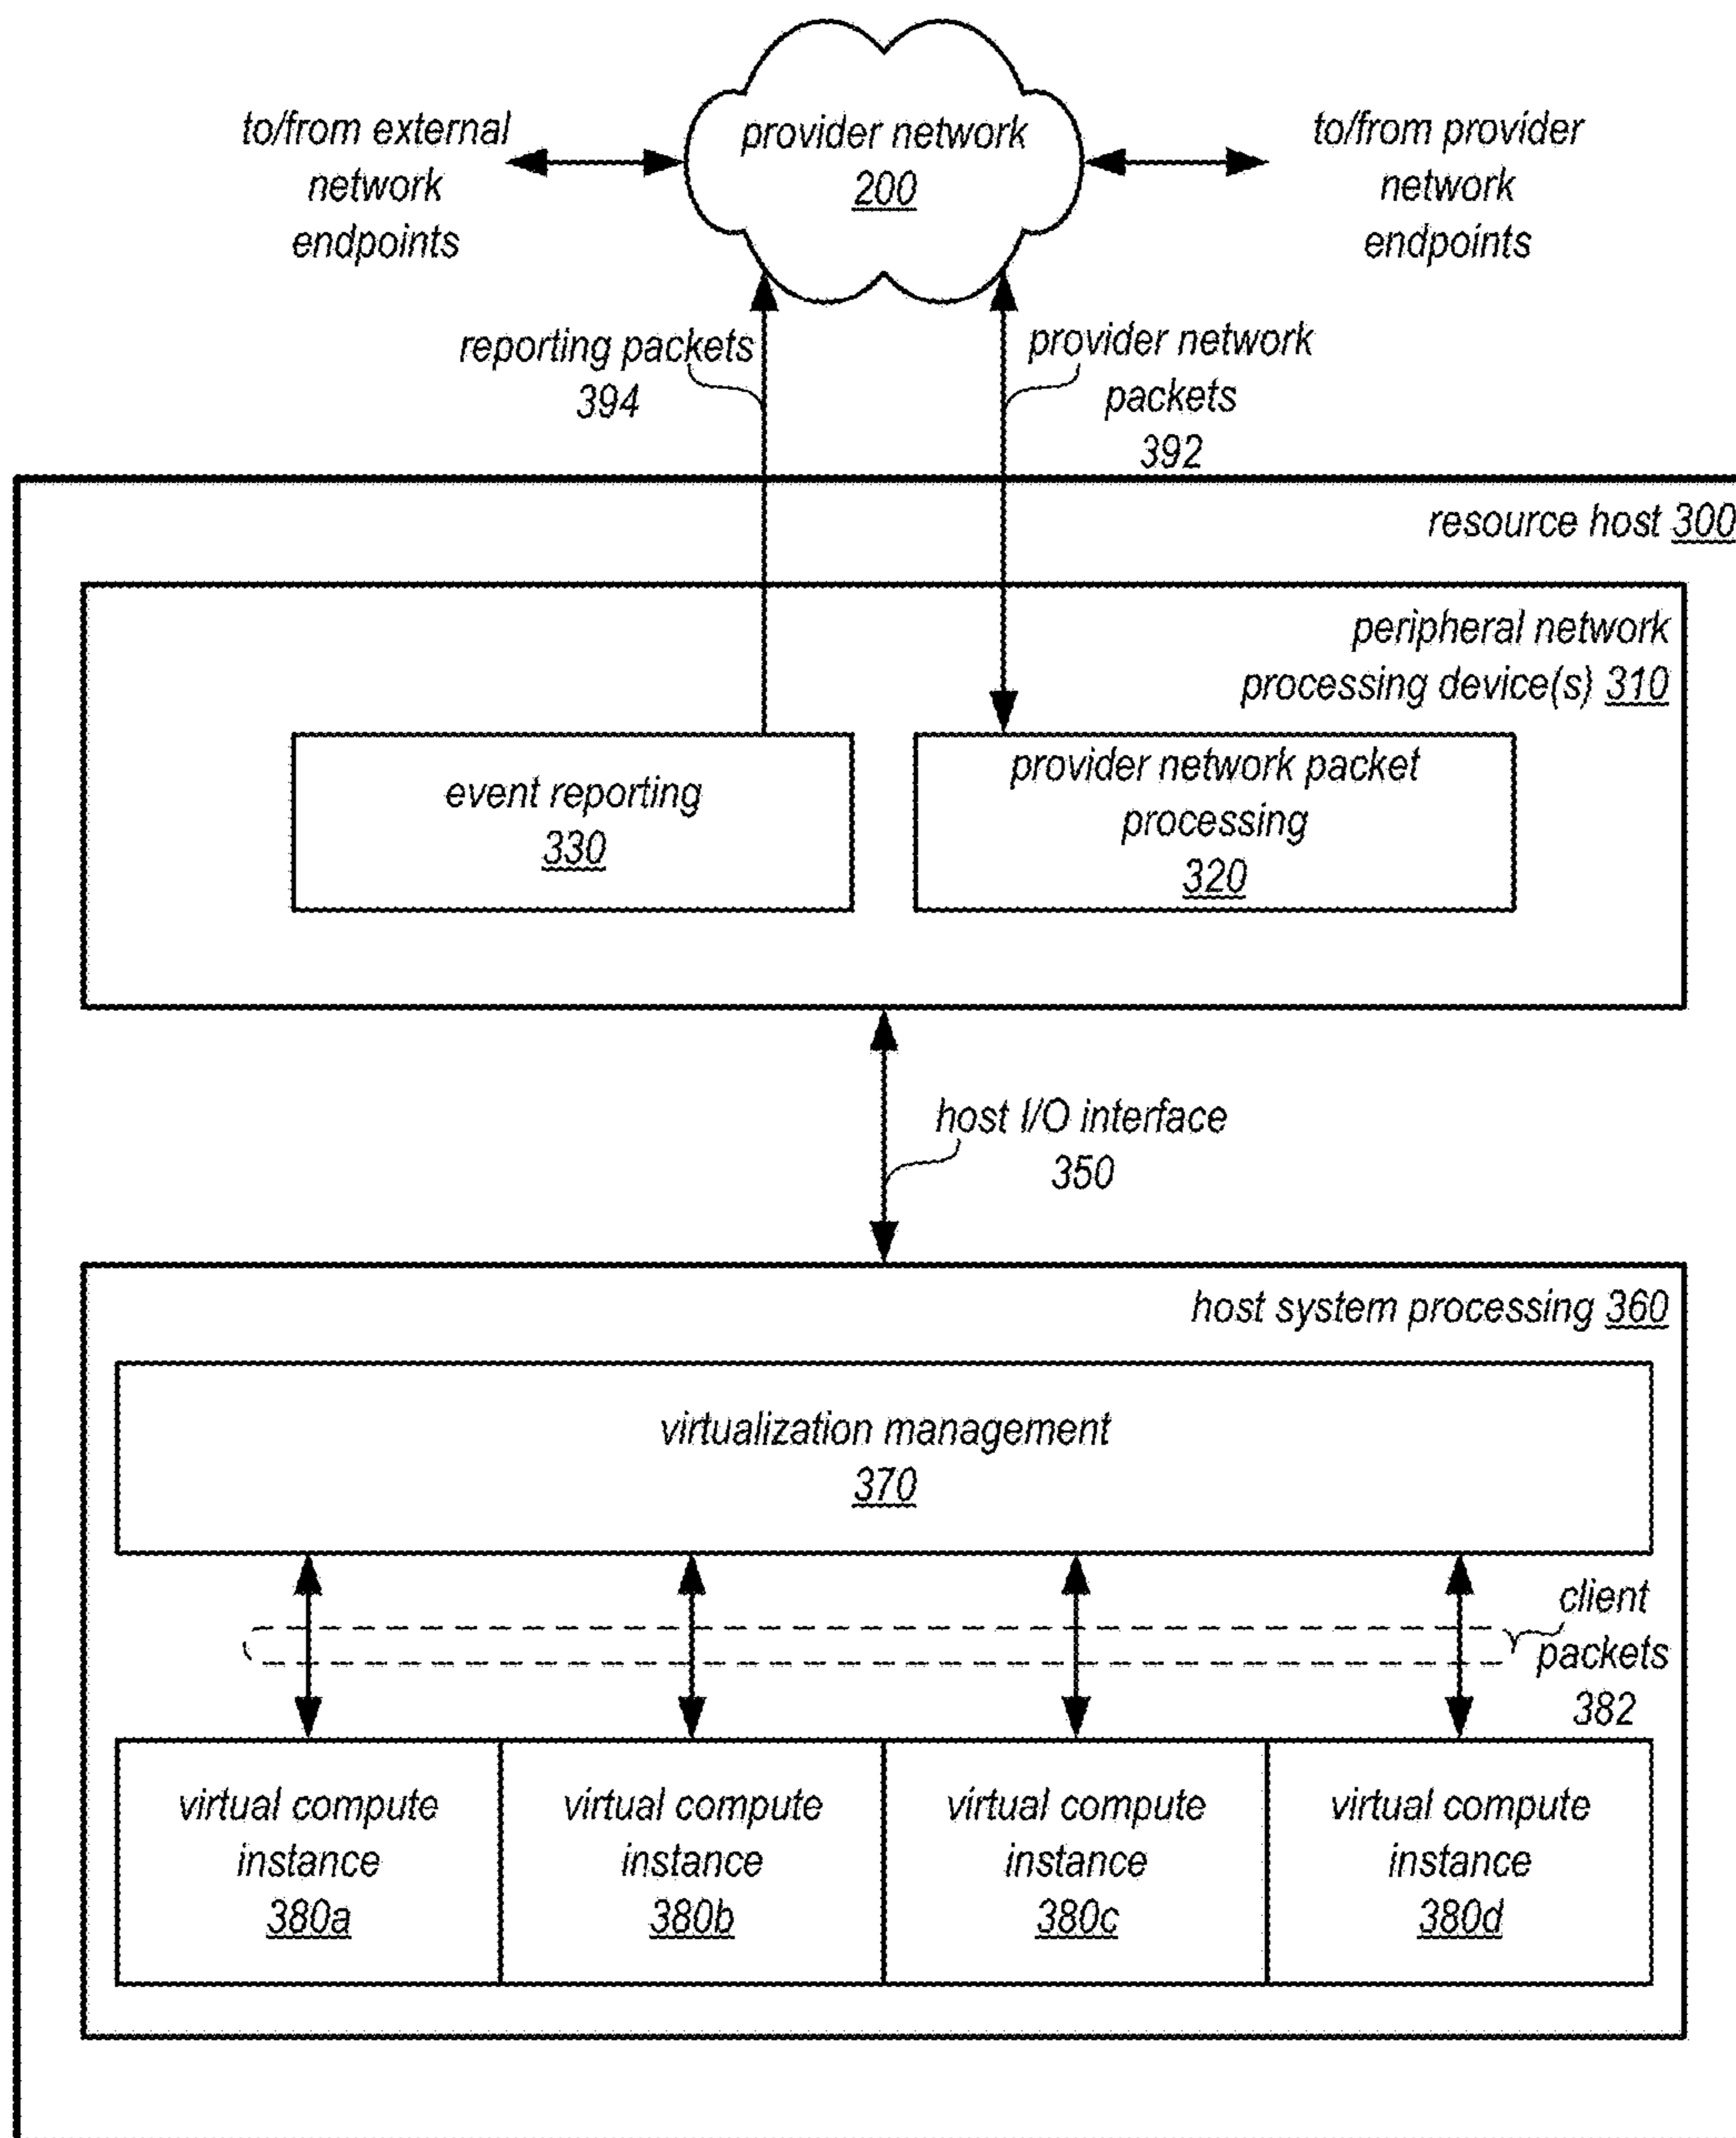 to/from external
network
endpoints
provider network
200
to/from provider
network
endpoints
reporting packets
394
provider network
packets
392
resource host 300
peripheral network
processing device(s) 310
event reporting
330
provider network packet
processing
320
host I/O interface
350
host system processing 360
virtualization management
370
client
packets
382
virtual compute
instance
380a
virtual compute
instance
380b
virtual compute
instance
380c
virtual compute
instance
380d